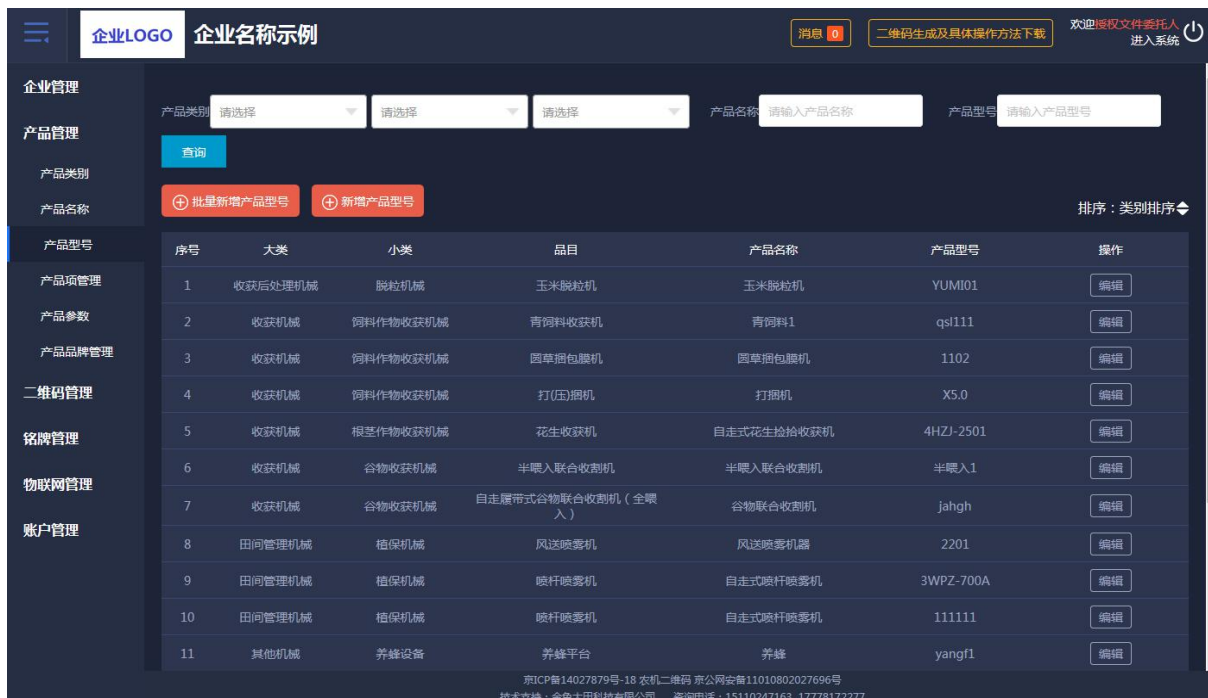 企业LOGO 企业名称示例 消息 0 二维码生成及具体操作方法下载 欢迎授权文件委托人
进入系统
企业管理
产品管理
产品类别
产品名称
产品型号
产品项管理
产品参数
产品品牌管理
二维码管理
铭牌管理
物联网管理
账户管理
产品类别 请选择 请选择 请选择 产品名称 请输入产品名称 产品型号 请输入产品型号
查询
批量新增产品型号 新增产品型号
排序：类别排序
序号 大类 小类 品目 产品名称 产品型号 操作
1 收获后处理机械 脱粒机械 玉米脱粒机 玉米脱粒机 YUMI01 编辑
2 收获机械 饲料作物收获机械 青饲料收获机 青饲料1 qsl111 编辑
3 收获机械 饲料作物收获机械 圆草捆包膜机 圆草捆包膜机 1102 编辑
4 收获机械 饲料作物收获机械 打(压)捆机 打捆机 X5.0 编辑
5 收获机械 根茎作物收获机械 花生收获机 自走式花生捡拾收获机 4HZJ-2501 编辑
6 收获机械 谷物收获机械 半喂入联合收割机 半喂入联合收割机 半喂入1 编辑
7 收获机械 谷物收获机械 自走履带式谷物联合收割机（全喂
入） 谷物联合收割机 jahgh 编辑
8 田间管理机械 植保机械 风送喷雾机 风送喷雾机器 2201 编辑
9 田间管理机械 植保机械 喷杆喷雾机 自走式喷杆喷雾机 3WPZ-700A 编辑
10 田间管理机械 植保机械 喷杆喷雾机 自走式喷杆喷雾机 111111 编辑
11 其他机械 养蜂设备 养蜂平台 养蜂 yangf1 编辑
京ICP备14027879号-18 农机二维码 京公网安备11010802027696号
技术支持：金色大田科技有限公司 咨询电话：15110247163 17778172277